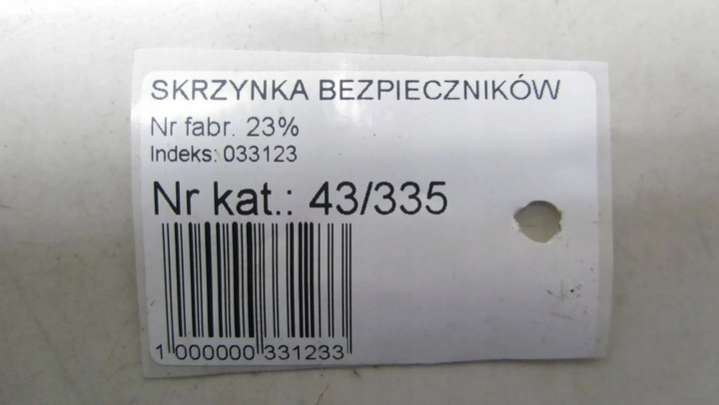 SKRZYNKA BEZPIECZNIKÓW
Nr fabr. 23%
Indeks: 033123
Nr kat.: 43/335
1 000000 331233